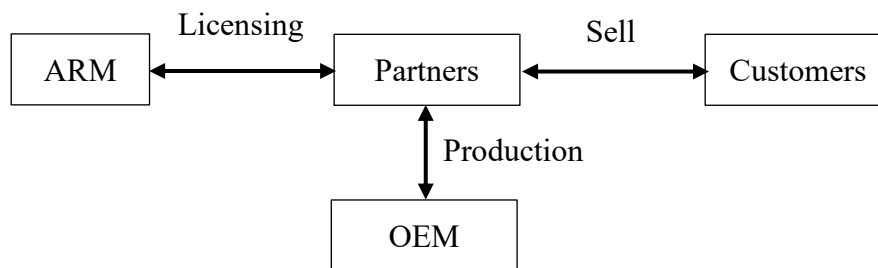 Licensing
Sell
ARM
Partners
Customers
Production
OEM